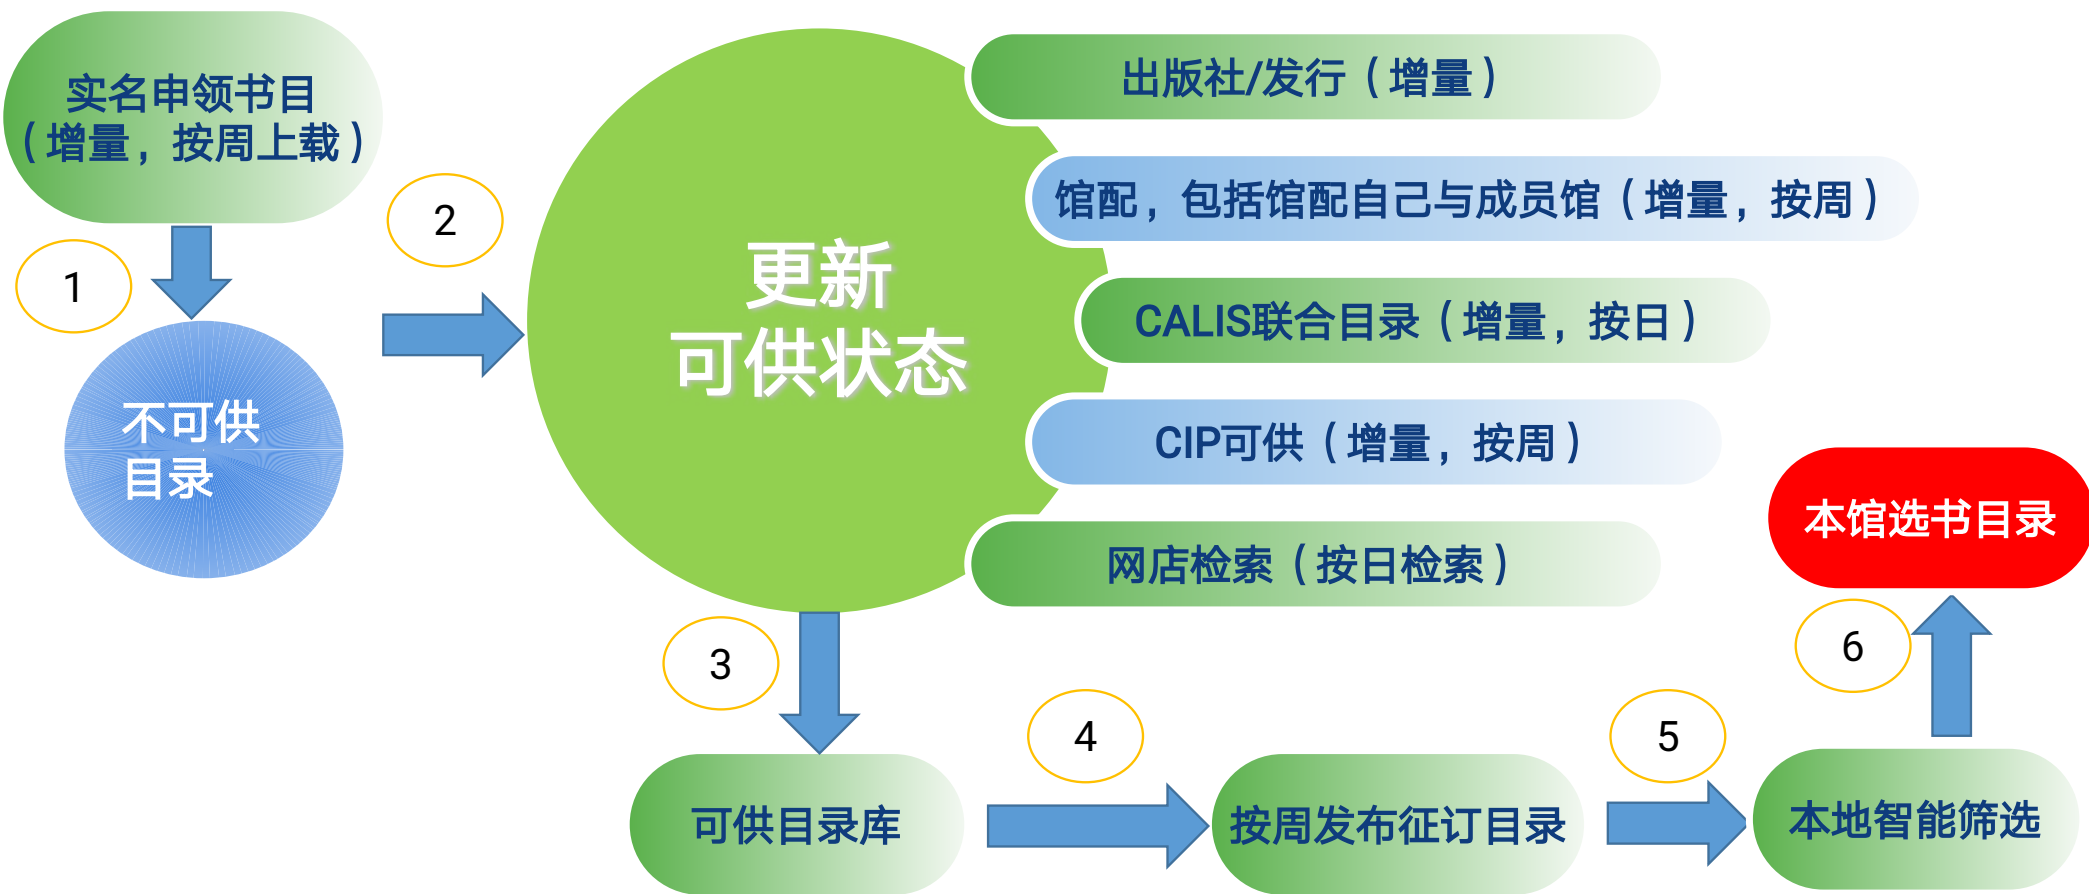 实名申领书目
（增量，按周上载）
1
不可供
目录
2
更新
可供状态
出版社/发行（增量）
馆配，包括馆配自己与成员馆（增量，按周）
CALIS联合目录（增量，按日）
CIP可供（增量，按周）
网店检索（按日检索）
3
可供目录库
4
按周发布征订目录
5
本地智能筛选
6
本馆选书目录